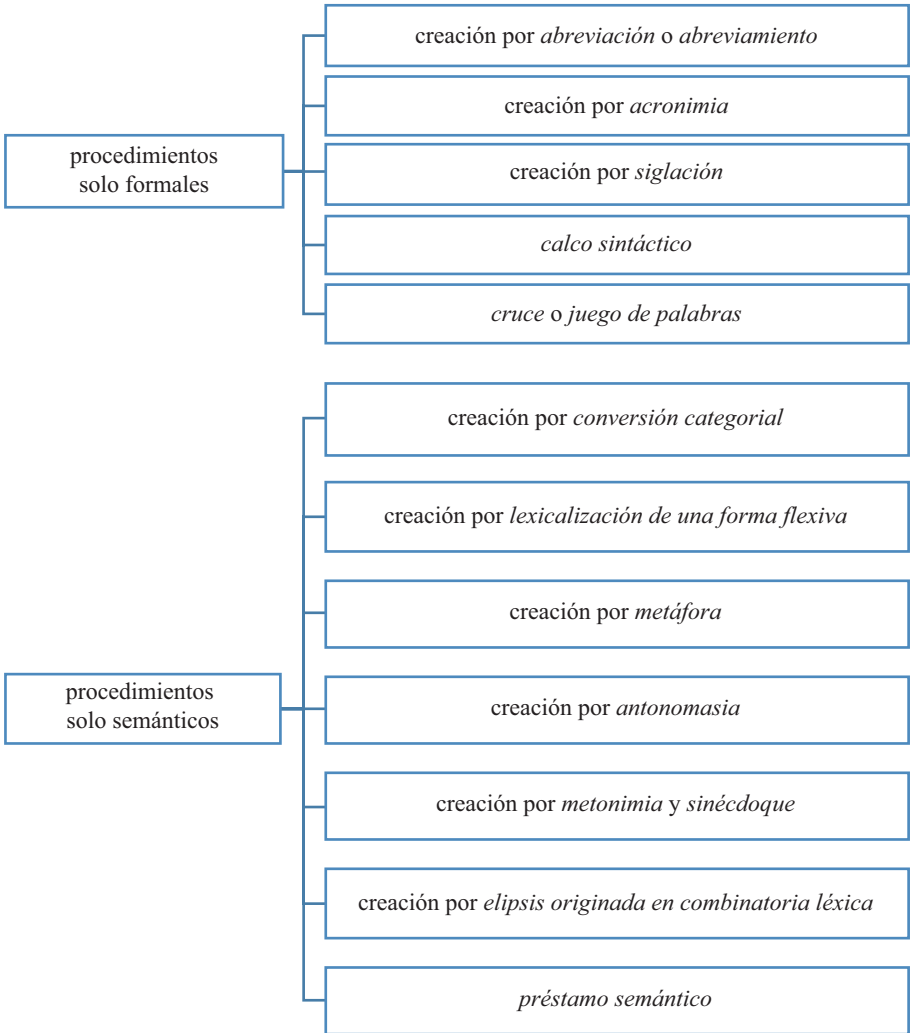 procedimientos
solo formales
creación por abreviación o abreviamiento
creación por acronimia
creación por siglación
calco sintáctico
cruce o juego de palabras
procedimientos
solo semánticos
creación por conversión categorial
creación por lexicalización de una forma flexiva
creación por metáfora
creación por antonomasia
creación por metonimia y sinécdoque
creación por elipsis originada en combinatoria léxica
préstamo semántico